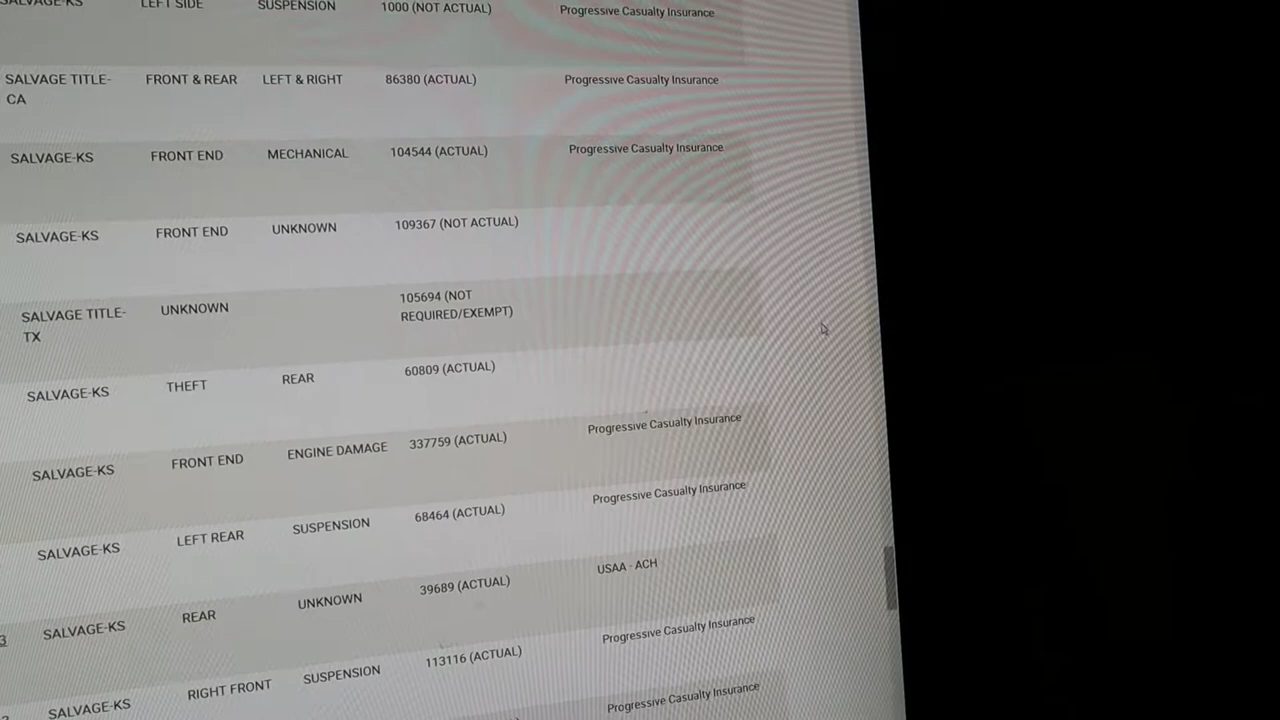 SALVAGE-KS LEFT SIDE SUSPENSION 1000 (NOT ACTUAL) Progressive Casualty Insurance
SALVAGE TITLE- FRONT & REAR LEFT & RIGHT 86380 (ACTUAL) Progressive Casualty Insurance
CA
SALVAGE-KS FRONT END MECHANICAL 104544 (ACTUAL) Progressive Casualty Insurance
SALVAGE-KS FRONT END UNKNOWN 109367 (NOT ACTUAL)
SALVAGE TITLE- UNKNOWN 105694 (NOT
TX REQUIRED/EXEMPT)
SALVAGE-KS THEFT REAR 60809 (ACTUAL)
SALVAGE-KS FRONT END ENGINE DAMAGE 337759 (ACTUAL) Progressive Casualty Insurance
SALVAGE-KS LEFT REAR SUSPENSION 68464 (ACTUAL) Progressive Casualty Insurance
3 SALVAGE-KS REAR UNKNOWN 39689 (ACTUAL) USAA - ACH
SALVAGE-KS RIGHT FRONT SUSPENSION 113116 (ACTUAL) Progressive Casualty Insurance
Progressive Casualty Insurance